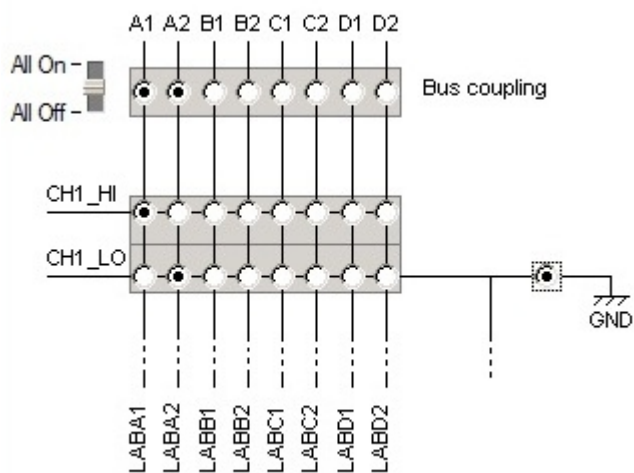 A1 A2 B1 B2 C1 C2 D1 D2
All On
All Off
Bus coupling
CH1_HI
CH1_LO
GND
LABA1
LABA2
LABB1
LABB2
LABC1
LABC2
LABD1
LABD2